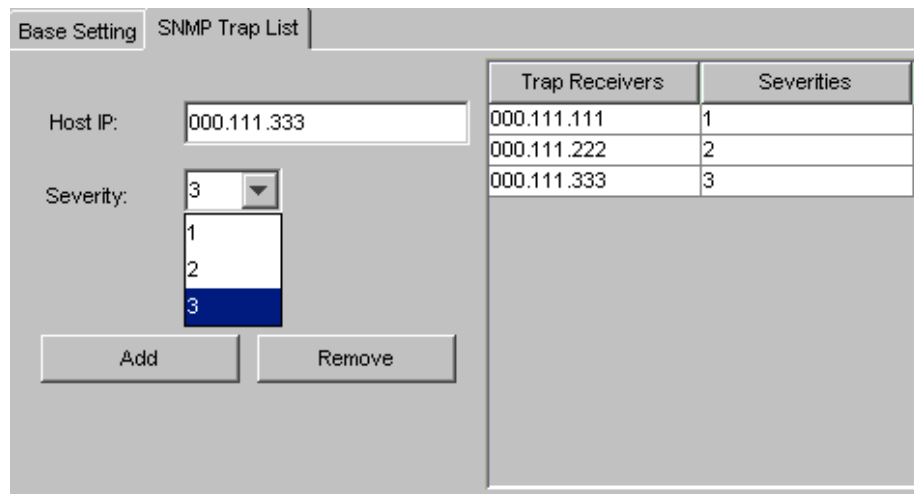 Base Setting
SNMP Trap List
Host IP:
000.111.333
Severity:
3
1
2
3
Add
Remove
Trap Receivers Severities
000.111.111 1
000.111.222 2
000.111.333 3